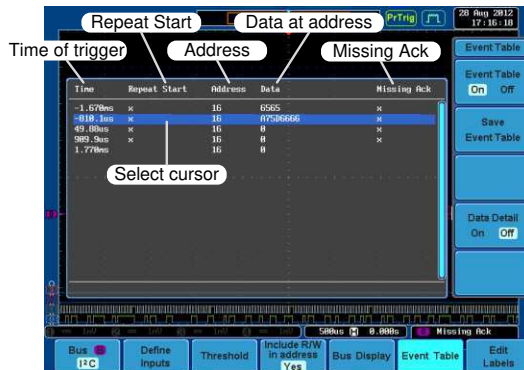 PrTrig
28 Aug 2012
17:16:18
Repeat Start
Data at address
Time of trigger
Address
Missing Ack
Event Table
Time Repeat Start Address Data Missing Ack
-1.670ms x 16 6565 x
-810.1us x 16 A75D6666 x
49.88us x 16 0 x
909.9us x 16 0 x
1.770ms 16 0
Select cursor
Event Table
On Off
Save
Event Table
Data Detail
On Off
500us H 0.000s B Missing Ack
Bus B
I²C
Define
Inputs
Threshold
Include R/W
in address
Yes
Bus Display
Event Table
Edit
Labels